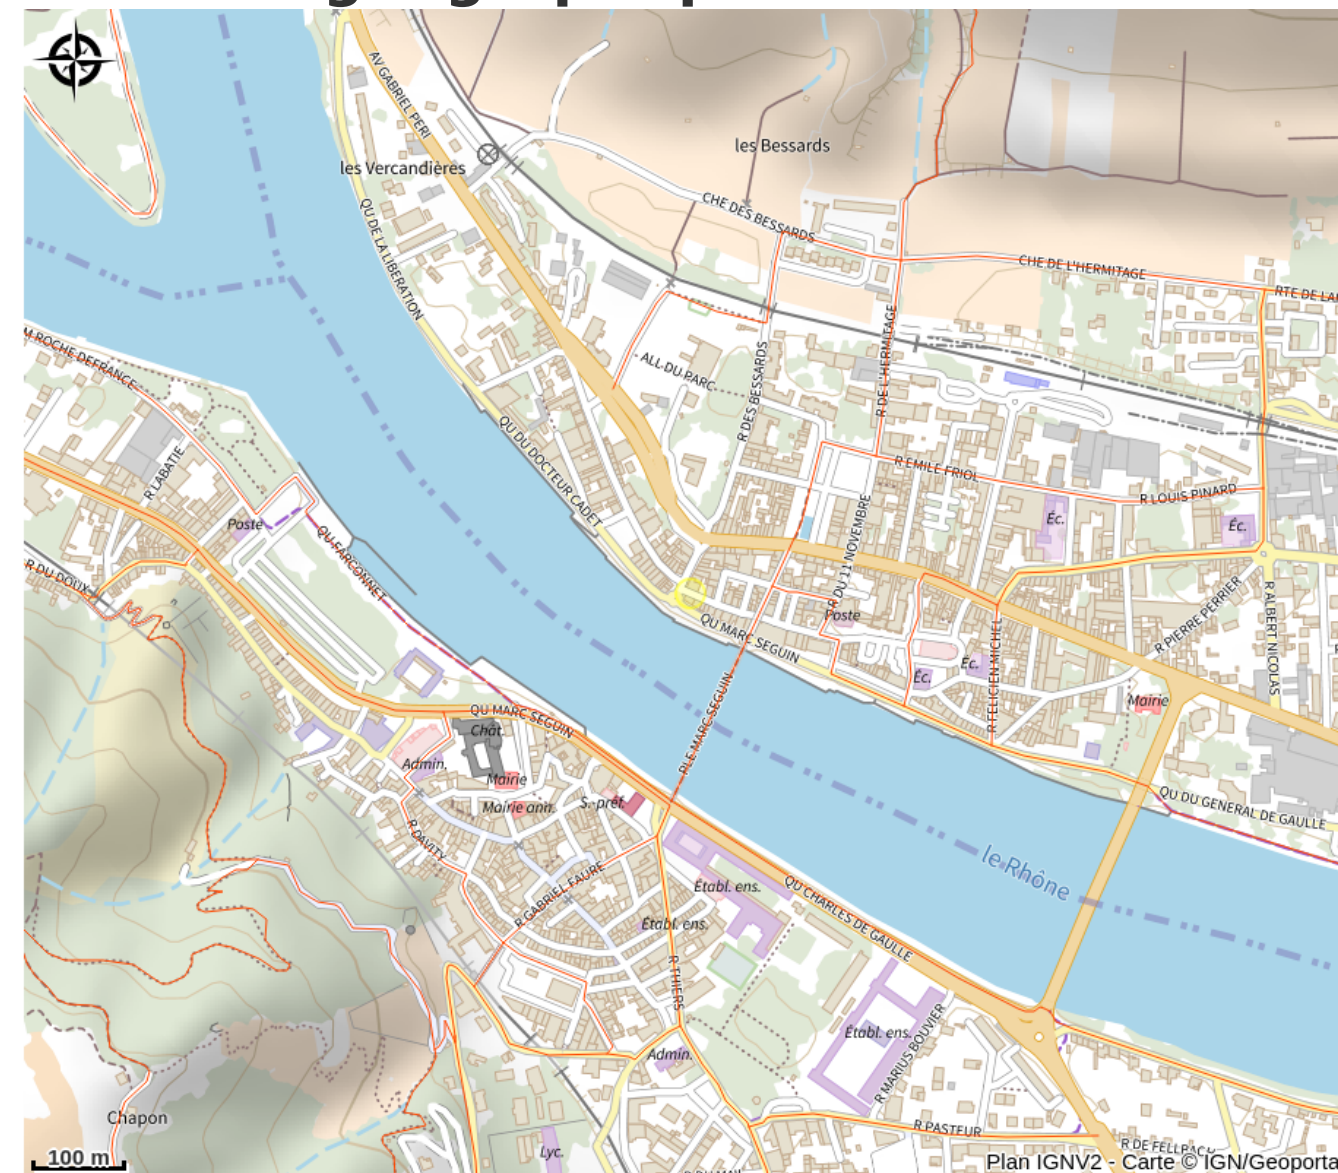 AV GABRIEL PERI
les Vercandières
les Bessards
CHE DES BESSARDS
QU DE LA LIBERATION
CHE DE L'HERMITAGE
RTE DE LA
M ROCHE DEFRANCE
ALL DU PARC
R DES BESSARDS
R DE L'HERMITAGE
QU DU DOCTEUR CADET
R LABATIE
R EMILE FRIOL
R LOUIS PINARD
Poste
Éc.
Éc.
QU FARCONNET
R DU 11 NOVEMBRE
R DU DOUX
Poste
QU MARC SEGUIN
R PIERRE PERRIER
R ALBERT NICOLAS
Éc.
Éc.
R FELICIEN MICHEL
Mairie
PLE MARC SEGUIN
QU MARC SEGUIN
Chât.
Admin.
Mairie
Mairie ann.
S.-préf.
QU DU GENERAL DE GAULLE
R DAVITY
le Rhône
R GABRIEL FAURE
Établ. ens.
QU CHARLES DE GAULLE
Établ. ens.
R THIERS
Établ. ens.
R MARIUS BOUVIER
Admin.
Chapon
R PASTEUR
Lyc.
100 m
Plan IGNV2 - Carte © IGN/Geoporta